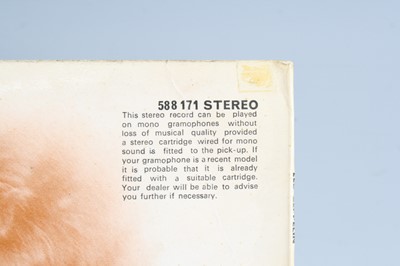 588 171 STEREO
This stereo record can be played
on mono gramophones without
loss of musical quality provided
a stereo cartridge wired for mono
sound is fitted to the pick-up. If
your gramophone is a recent model
it is probable that it is already
fitted with a suitable cartridge.
Your dealer will be able to advise
you further if necessary.